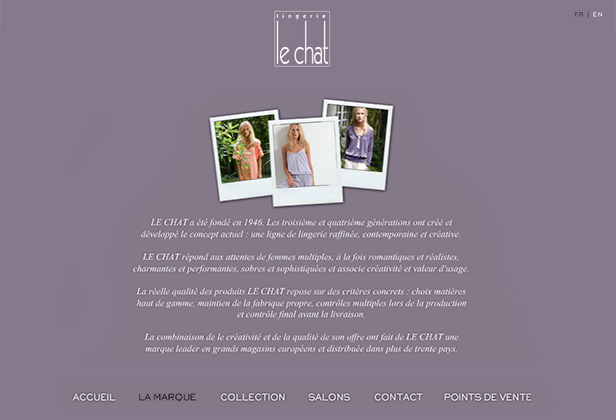 FR | EN
lingerie
le chat
LE CHAT a été fondé en 1946. Les troisième et quatrième générations ont créé et
développé le concept actuel : une ligne de lingerie raffinée, contemporaine et créative.
LE CHAT répond aux attentes de femmes multiples, à la fois romantiques et réalistes,
charmantes et performantes, sobres et sophistiquées et associe créativité et valeur d'usage.
La réelle qualité des produits LE CHAT repose sur des critères concrets : choix matières
haut de gamme, maintien de la fabrique propre, contrôles multiples lors de la production
et contrôle final avant la livraison.
La combinaison de le créativité et de la qualité de son offre ont fait de LE CHAT une
marque leader en grands magasins européens et distribuée dans plus de trente pays.
ACCUEIL LA MARQUE COLLECTION SALONS CONTACT POINTS DE VENTE